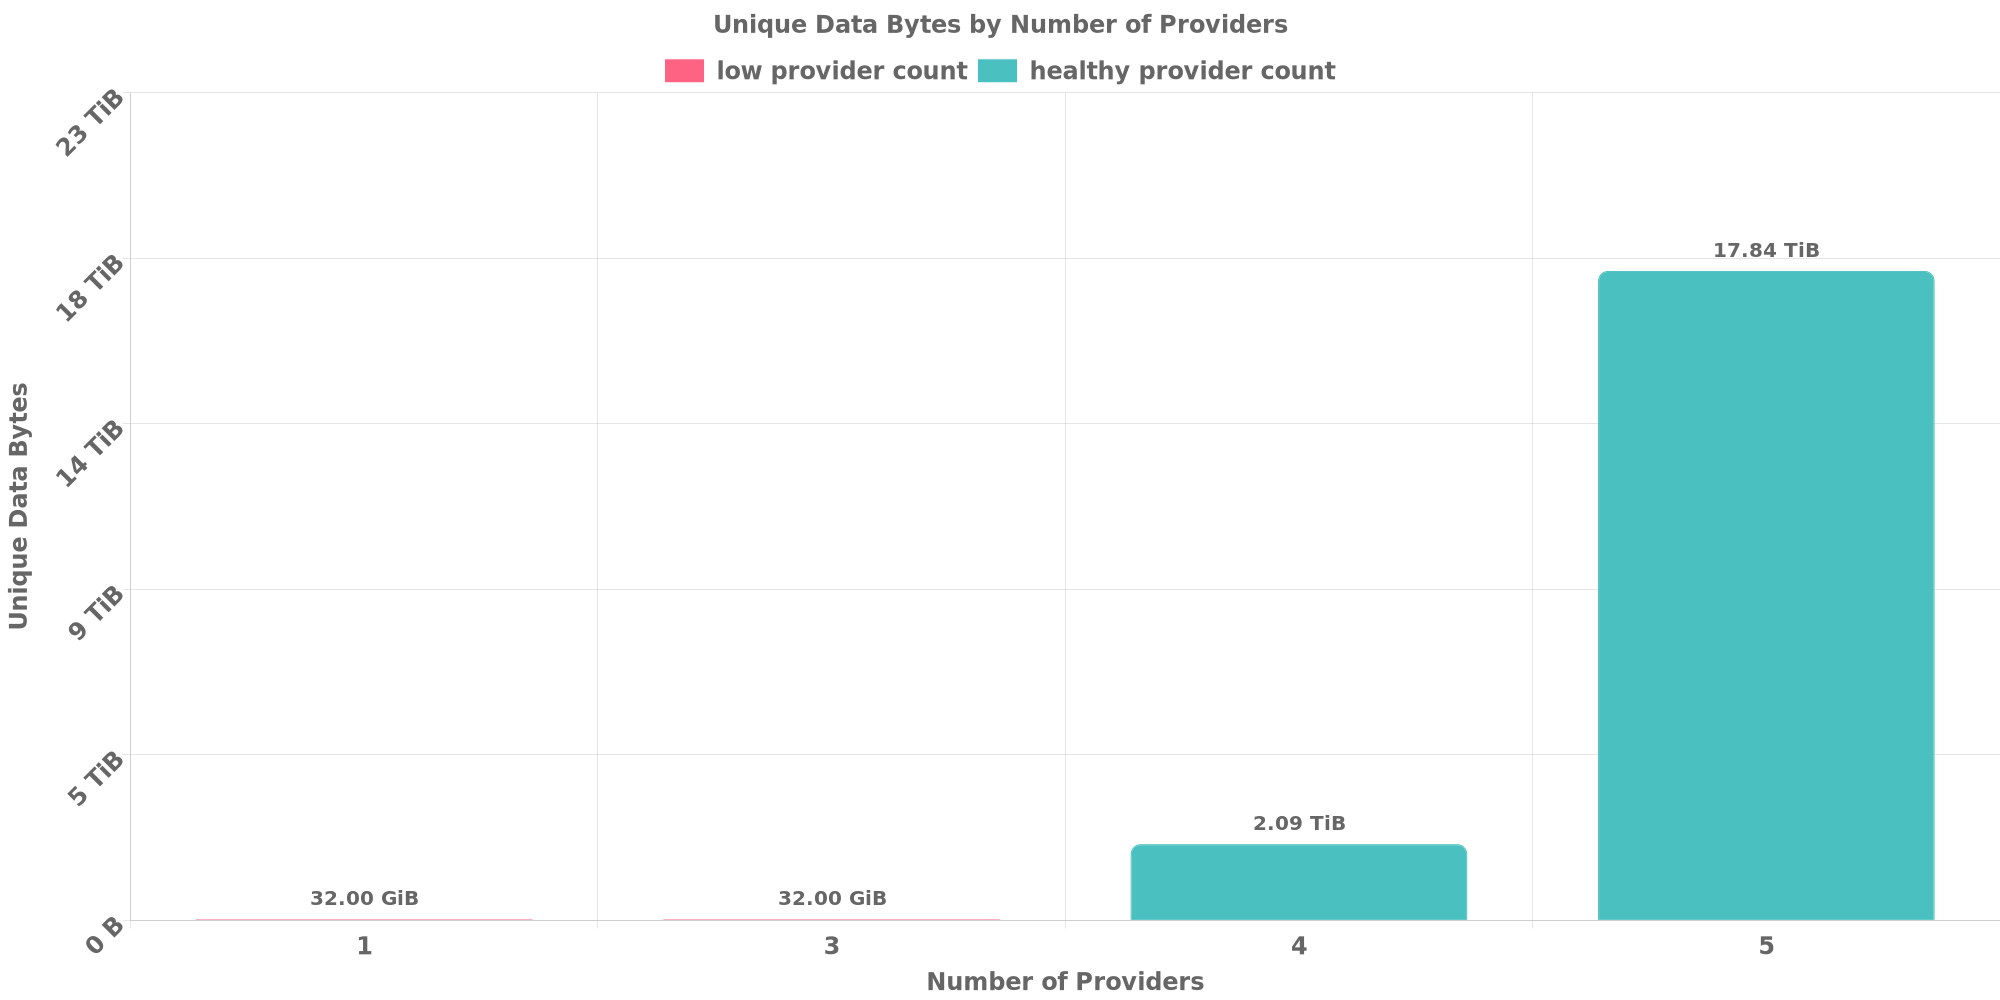 Unique Data Bytes by Number of Providers
low provider count healthy provider count
23 TiB
18 TiB
14 TiB
9 TiB
5 TiB
0 B
Unique Data Bytes
32.00 GiB
32.00 GiB
2.09 TiB
17.84 TiB
1 3 4 5
Number of Providers